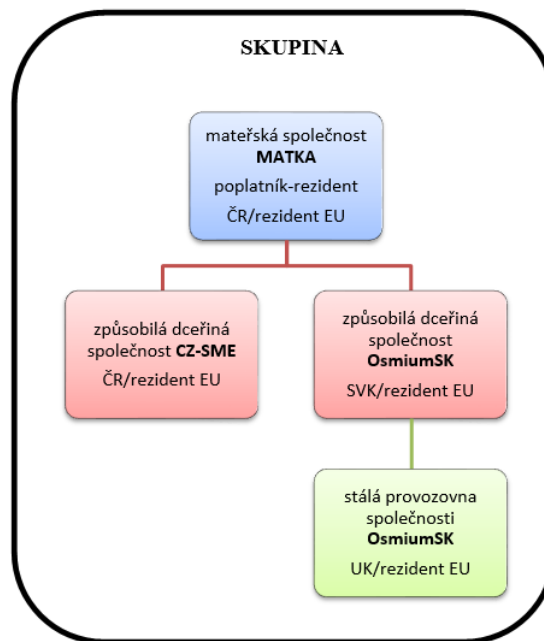 SKUPINA
mateřská společnost
MATKA
poplatník-rezident
ČR/rezident EU
způsobilá dceřiná
společnost CZ-SME
ČR/rezident EU
způsobilá dceřiná
společnost
OsmiumSK
SVK/rezident EU
stálá provozovna
společnosti
OsmiumSK
UK/rezident EU